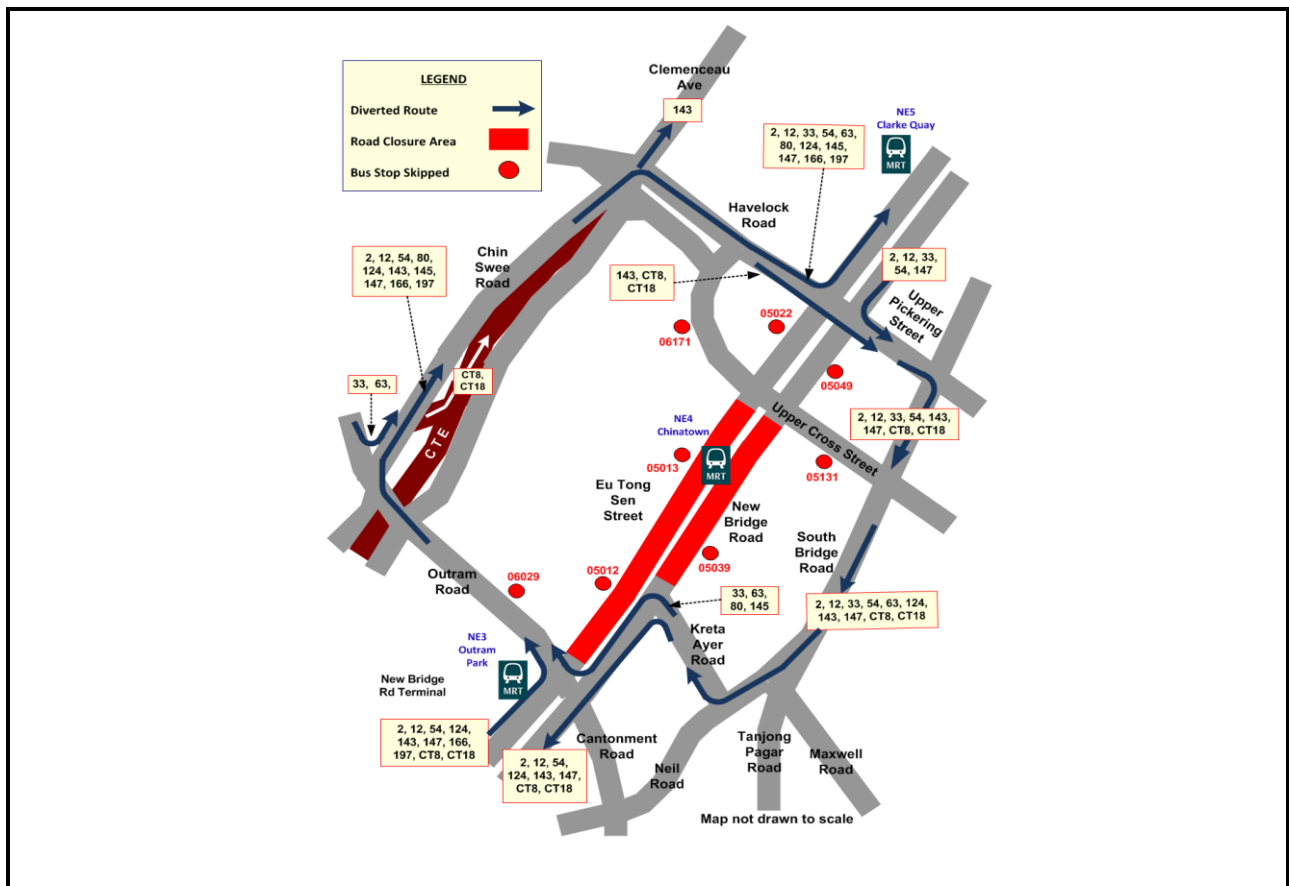 LEGEND
Diverted Route
Road Closure Area
Bus Stop Skipped
Clemenceau
Ave
143
NE5
Clarke Quay
MRT
2, 12, 33, 54, 63,
80, 124, 145,
147, 166, 197
Havelock
Road
Chin
Swee
Road
2, 12, 54, 80,
124, 143, 145,
147, 166, 197
143, CT8,
CT18
2, 12, 33,
54, 147
Upper
Pickering
Street
06171
05022
05049
33, 63,
CT8,
CT18
CTE
NE4
Chinatown
MRT
Upper Cross Street
2, 12, 33, 54, 143,
147, CT8, CT18
05013
05131
Eu Tong
Sen
Street
New
Bridge
Road
South
Bridge
Road
05039
Outram
Road
06029
05012
33, 63,
80, 145
2, 12, 33, 54, 63, 124,
143, 147, CT8, CT18
Kreta
Ayer
Road
NE3
Outram
Park
MRT
New Bridge
Rd Terminal
2, 12, 54, 124,
143, 147, 166,
197, CT8, CT18
2, 12, 54,
124, 143, 147,
CT8, CT18
Cantonment
Road
Neil
Road
Tanjong
Pagar
Road
Maxwell
Road
Map not drawn to scale